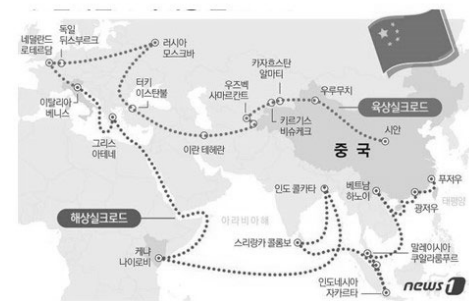 네덜란드
로테르담
독일
뒤스부르크
러시아
모스크바
이탈리아
베니스
터키
이스탄불
우즈벡
사마르칸트
카자흐스탄
알마티
우루무치
육상실크로드
키르기스
비슈케크
시안
그리스
아테네
이란 테헤란
중 국
해상실크로드
아라비아해
인도 콜카타
베트남
하노이
푸저우
광저우
태평양
스리랑카 콜롬보
케냐
나이로비
말레이시아
쿠알라룸푸르
인도네시아
자카르타
news1